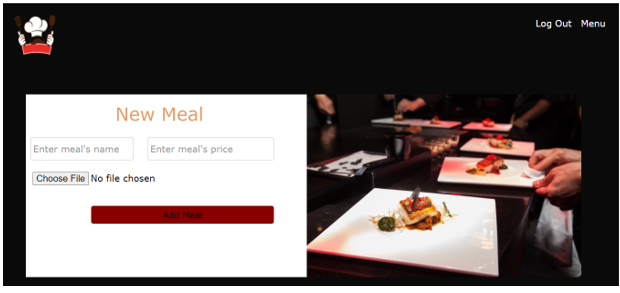 Log Out Menu
New Meal
Enter meal's name Enter meal's price
Choose File No file chosen
Add Meal